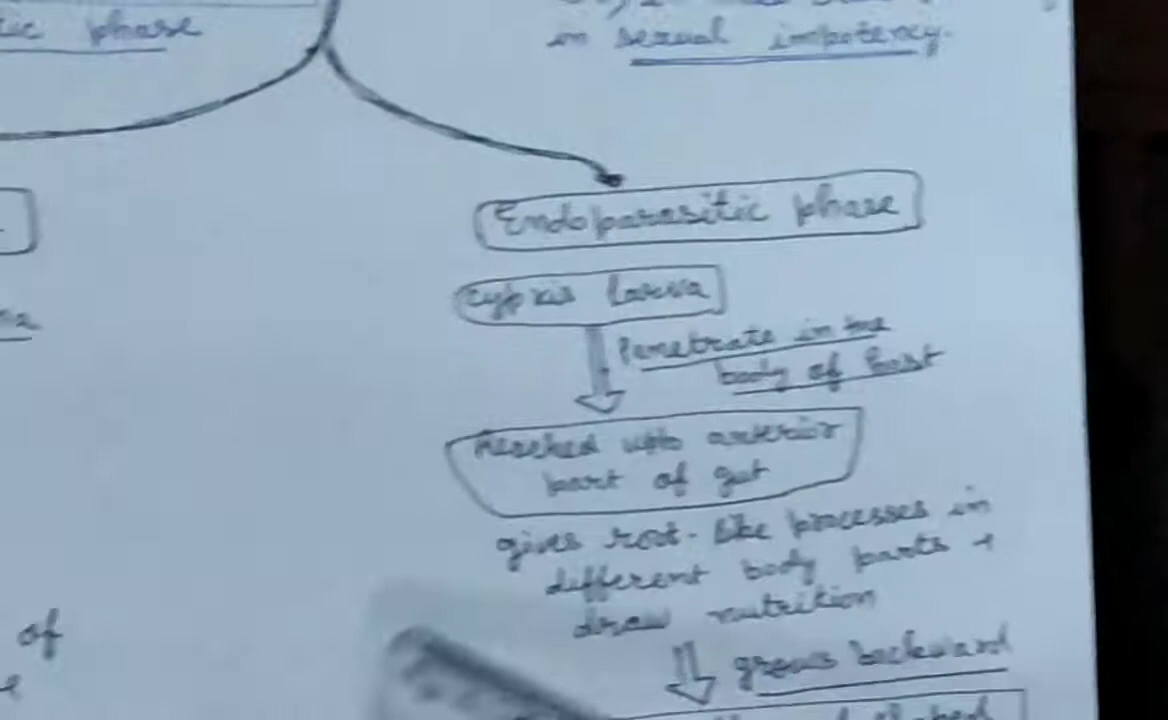 phase
in sexual impotency.
Endoparasitic phase
Cypris larva
Penetrate in the
body of host
Reached upto anterior
part of gut
gives root-like processes in
different body parts +
draw nutrition
of
grows backward